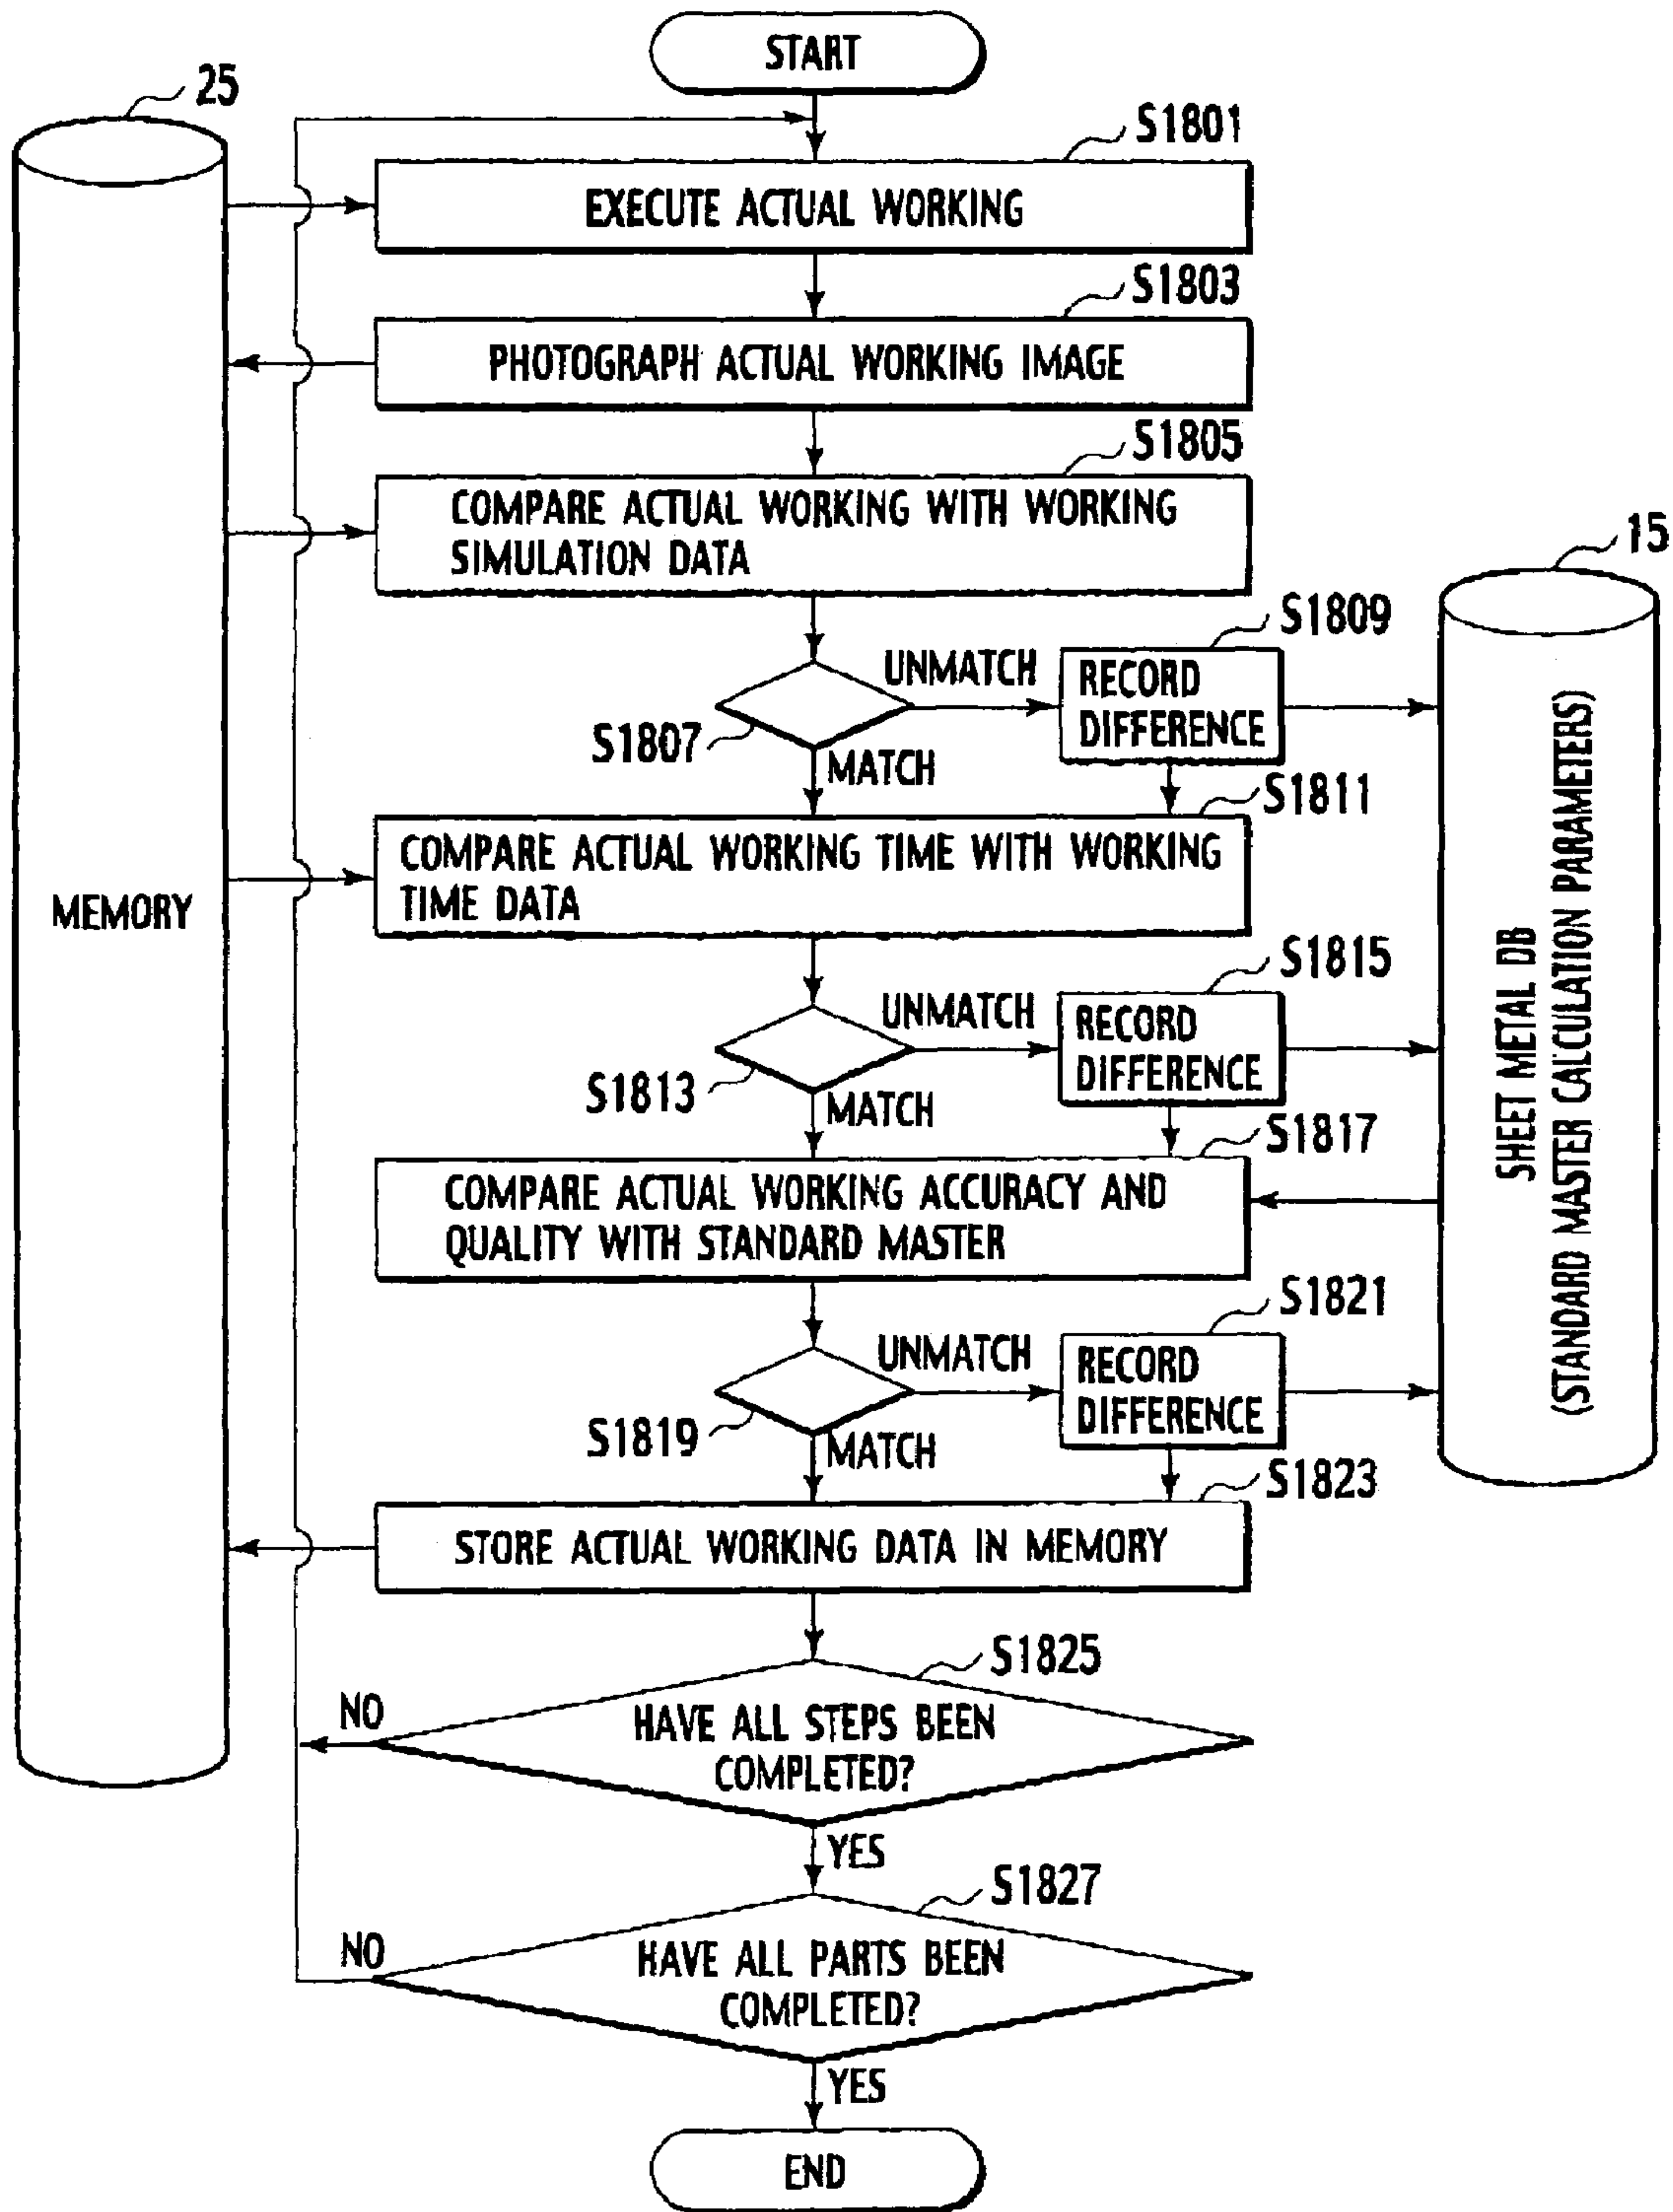 START
25
S1801
EXECUTE ACTUAL WORKING
S1803
PHOTOGRAPH ACTUAL WORKING IMAGE
S1805
COMPARE ACTUAL WORKING WITH WORKING
SIMULATION DATA
15
S1809
UNMATCH
RECORD
DIFFERENCE
S1807
MATCH
S1811
COMPARE ACTUAL WORKING TIME WITH WORKING
TIME DATA
MEMORY
S1815
UNMATCH
RECORD
DIFFERENCE
S1813
MATCH
SHEET METAL DB
(STANDARD MASTER CALCULATION PARAMETERS)
S1817
COMPARE ACTUAL WORKING ACCURACY AND
QUALITY WITH STANDARD MASTER
S1821
UNMATCH
RECORD
DIFFERENCE
S1819
MATCH
S1823
STORE ACTUAL WORKING DATA IN MEMORY
S1825
NO
HAVE ALL STEPS BEEN
COMPLETED?
YES
S1827
NO
HAVE ALL PARTS BEEN
COMPLETED?
YES
END